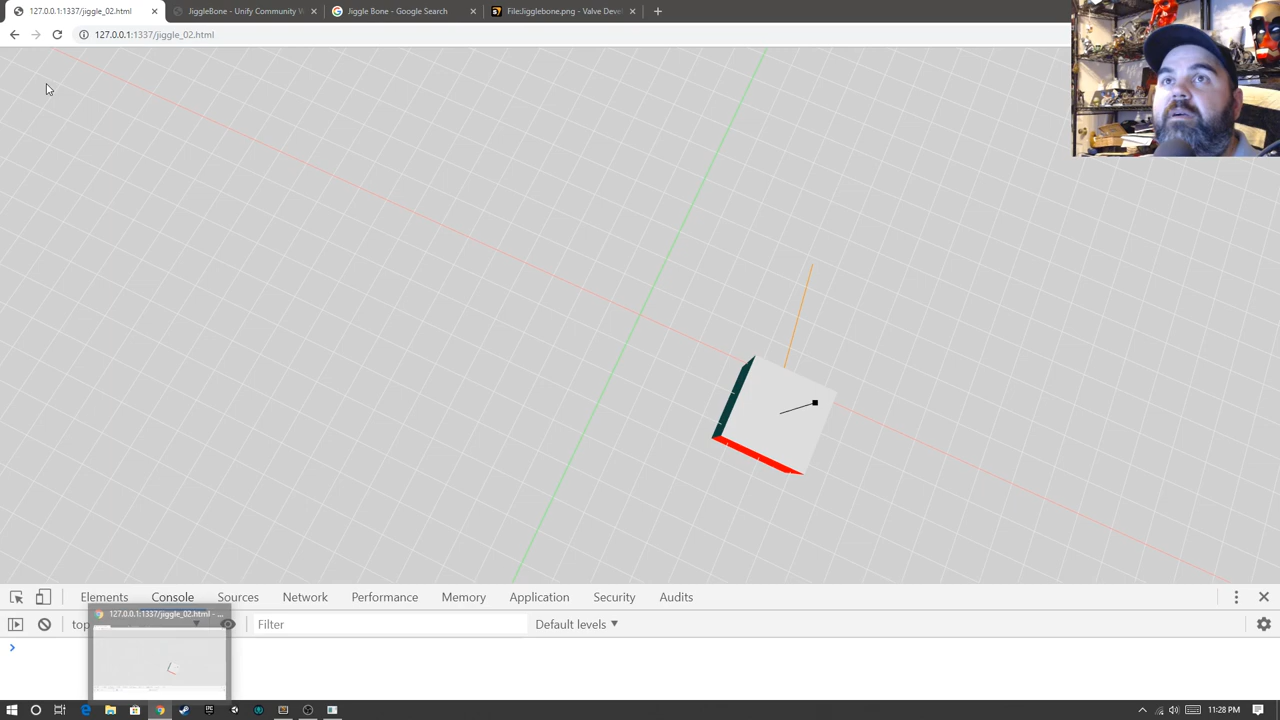 127.0.0.1:1337/jiggle_02.html
JiggleBone - Unify Community W
Jiggle Bone - Google Search
File:Jigglebone.png - Valve Deve
127.0.0.1:1337/jiggle_02.html
Elements
Console
Sources
Network
Performance
Memory
Application
Security
Audits
127.0.0.1:1337/jiggle_02.html - ...
top
Filter
Default levels
11:28 PM